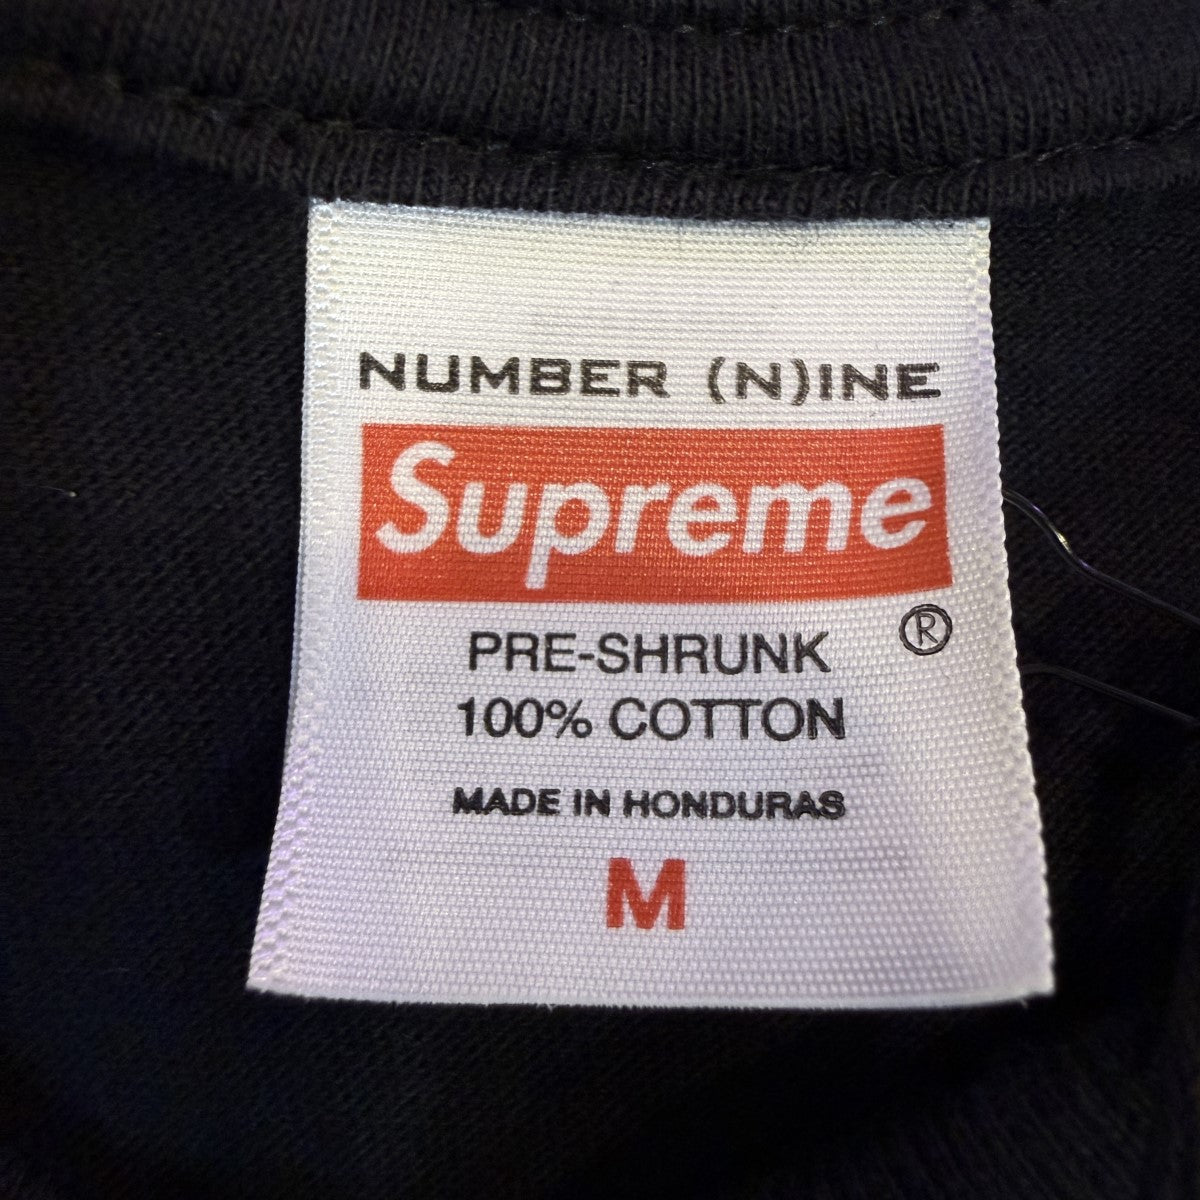 NUMBER (N)INE
Supreme
®
PRE-SHRUNK
100% COTTON
MADE IN HONDURAS
M